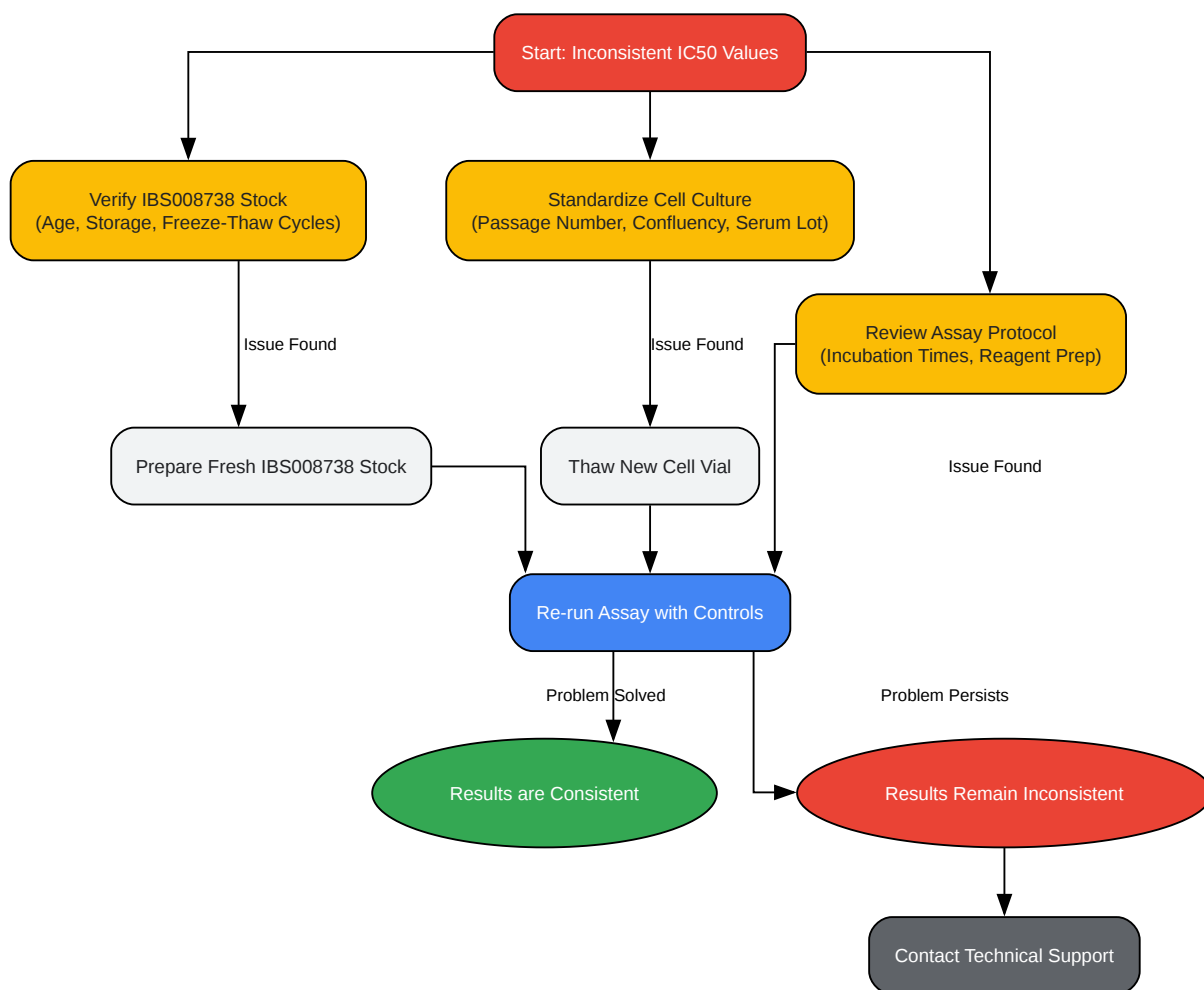 Start: Inconsistent IC50 Values
Verify IBS008738 Stock
(Age, Storage, Freeze-Thaw Cycles)
Standardize Cell Culture
(Passage Number, Confluency, Serum Lot)
Review Assay Protocol
(Incubation Times, Reagent Prep)
Issue Found
Issue Found
Issue Found
Prepare Fresh IBS008738 Stock
Thaw New Cell Vial
Re-run Assay with Controls
Problem Solved
Problem Persists
Results are Consistent
Results Remain Inconsistent
Contact Technical Support